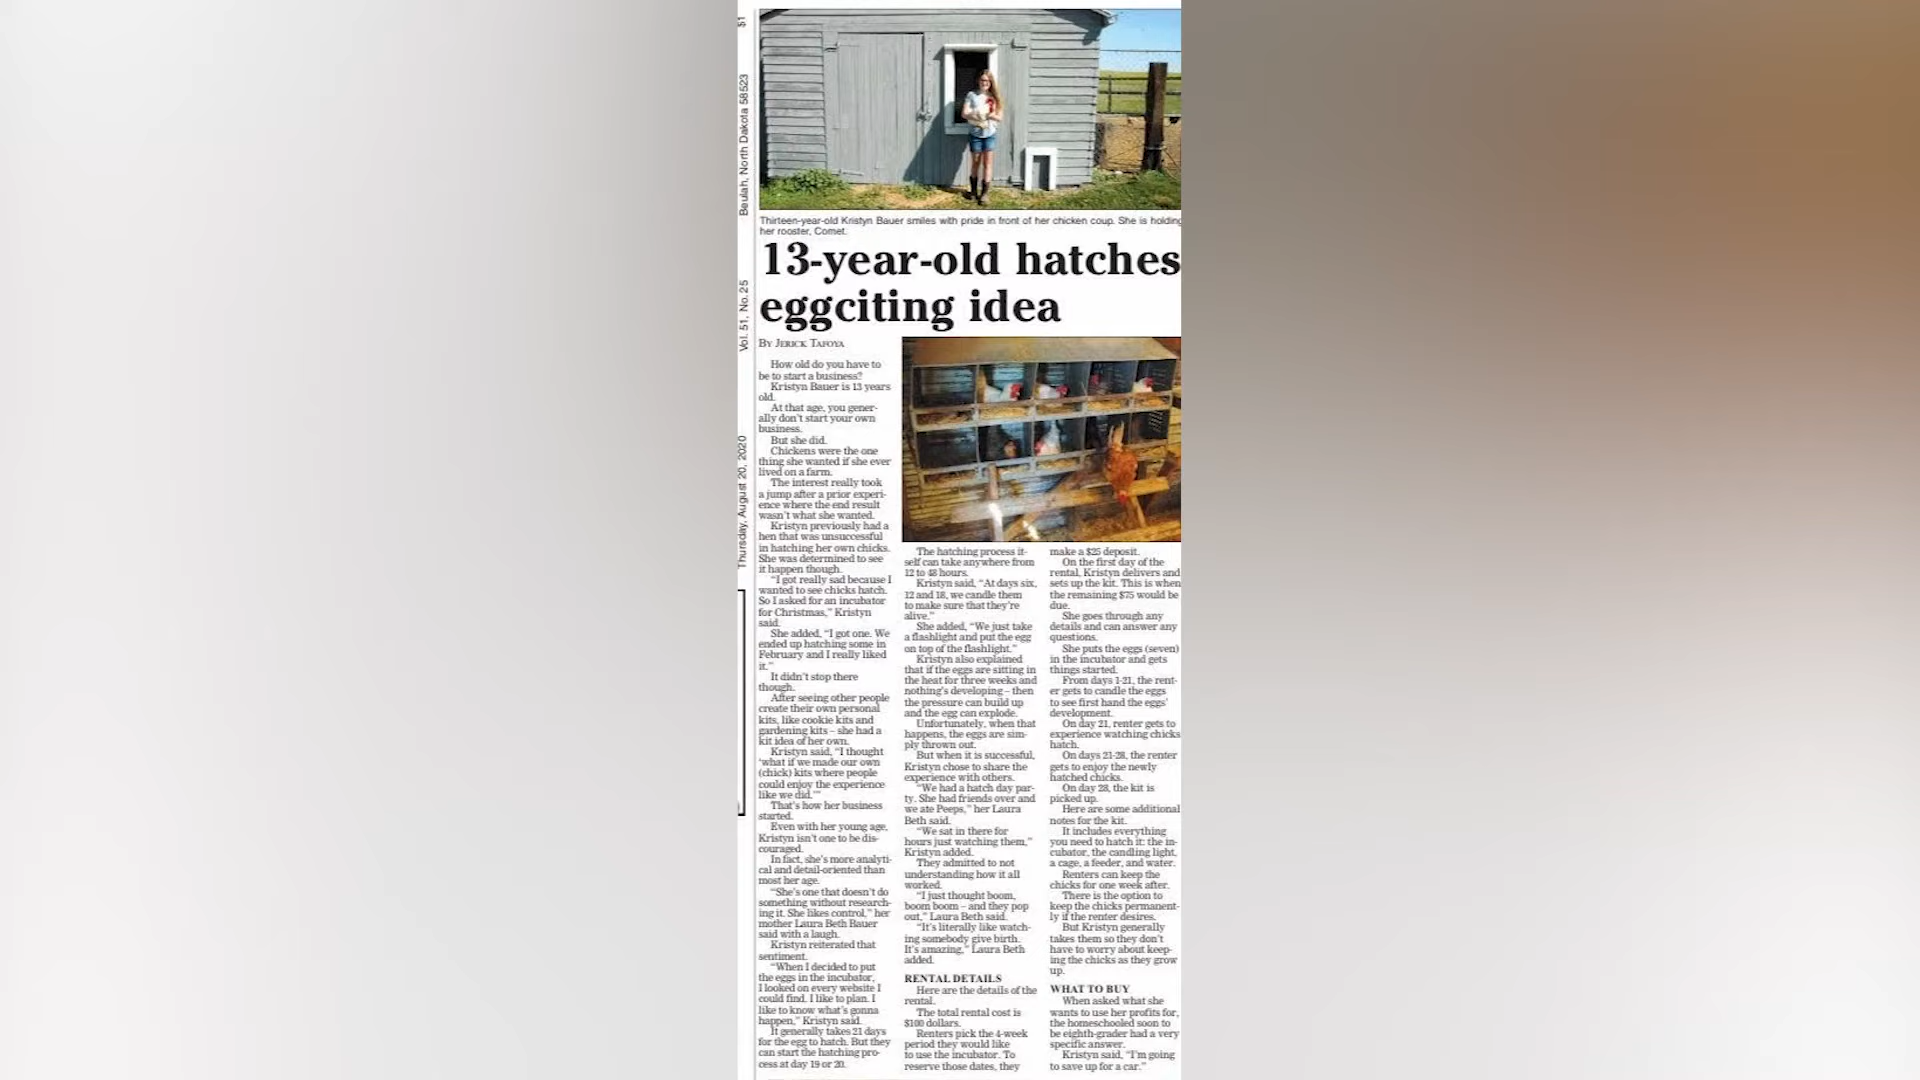 51
Beulah, North Dakota 58523
Vol. 51, No. 25
Thursday, August 20, 2020
Thirteen-year-old Kristyn Bauer smiles with pride in front of her chicken coup. She is holding
her rooster, Comet.
13-year-old hatches
eggciting idea
BY JERICK TAFOYA
How old do you have to
be to start a business?
Kristyn Bauer is 13 years
old.
At that age, you gener-
ally don't start your own
business.
But she did.
Chickens were the one
thing she wanted if she ever
lived on a farm.
The interest really took
a jump after a prior experi-
ence where the end result
wasn't what she wanted.
Kristyn previously had a
hen that was unsuccessful
in hatching her own chicks.
She was determined to see
it happen though.
"I got really sad because I
wanted to see chicks hatch.
So I asked for an incubator
for Christmas," Kristyn
said.
She added, "I got one. We
ended up hatching some in
February and I really liked
it."
It didn't stop there
though.
After seeing other people
create their own personal
kits, like cookie kits and
gardening kits – she had a
kit idea of her own.
Kristyn said, "I thought
'what if we made our own
(chick) kits where people
could enjoy the experience
like we did.'"
That's how her business
started.
Even with her young age,
Kristyn isn't one to be dis-
couraged.
In fact, she's more analyti-
cal and detail-oriented than
most her age.
"She's one that doesn't do
something without research-
ing it. She likes control," her
mother Laura Beth Bauer
said with a laugh.
Kristyn reiterated that
sentiment.
"When I decided to put
the eggs in the incubator,
I looked on every website I
could find. I like to plan. I
like to know what's gonna
happen," Kristyn said.
It generally takes 21 days
for the egg to hatch. But they
can start the hatching pro-
cess at day 19 or 20.
The hatching process it-
self can take anywhere from
12 to 48 hours.
Kristyn said, "At days six,
12 and 18, we candle them
to make sure that they're
alive."
She added, "We just take
a flashlight and put the egg
on top of the flashlight."
Kristyn also explained
that if the eggs are sitting in
the heat for three weeks and
nothing's developing – then
the pressure can build up
and the egg can explode.
Unfortunately, when that
happens, the eggs are sim-
ply thrown out.
But when it is successful,
Kristyn chose to share the
experience with others.
"We had a hatch day par-
ty. She had friends over and
we ate Peeps," her Laura
Beth said.
"We sat in there for
hours just watching them,"
Kristyn added.
They admitted to not
understanding how it all
worked.
"I just thought boom,
boom boom – and they pop
out," Laura Beth said.
"It's literally like watch-
ing somebody give birth.
It's amazing," Laura Beth
added.
RENTAL DETAILS
Here are the details of the
rental.
The total rental cost is
$100 dollars.
Renters pick the 4-week
period they would like
to use the incubator. To
reserve those dates, they
make a $25 deposit.
On the first day of the
rental, Kristyn delivers and
sets up the kit. This is when
the remaining $75 would be
due.
She goes through any
details and can answer any
questions.
She puts the eggs (seven)
in the incubator and gets
things started.
From days 1-21, the rent-
er gets to candle the eggs
to see first hand the eggs'
development.
On day 21, renter gets to
experience watching chicks
hatch.
On days 21-28, the renter
gets to enjoy the newly
hatched chicks.
On day 28, the kit is
picked up.
Here are some additional
notes for the kit.
It includes everything
you need to hatch it: the in-
cubator, the candling light,
a cage, a feeder, and water.
Renters can keep the
chicks for one week after.
There is the option to
keep the chicks permanent-
ly if the renter desires.
But Kristyn generally
takes them so they don't
have to worry about keep-
ing the chicks as they grow
up.
WHAT TO BUY
When asked what she
wants to use her profits for,
the homeschooled soon to
be eighth-grader had a very
specific answer.
Kristyn said, "I'm going
to save up for a car."